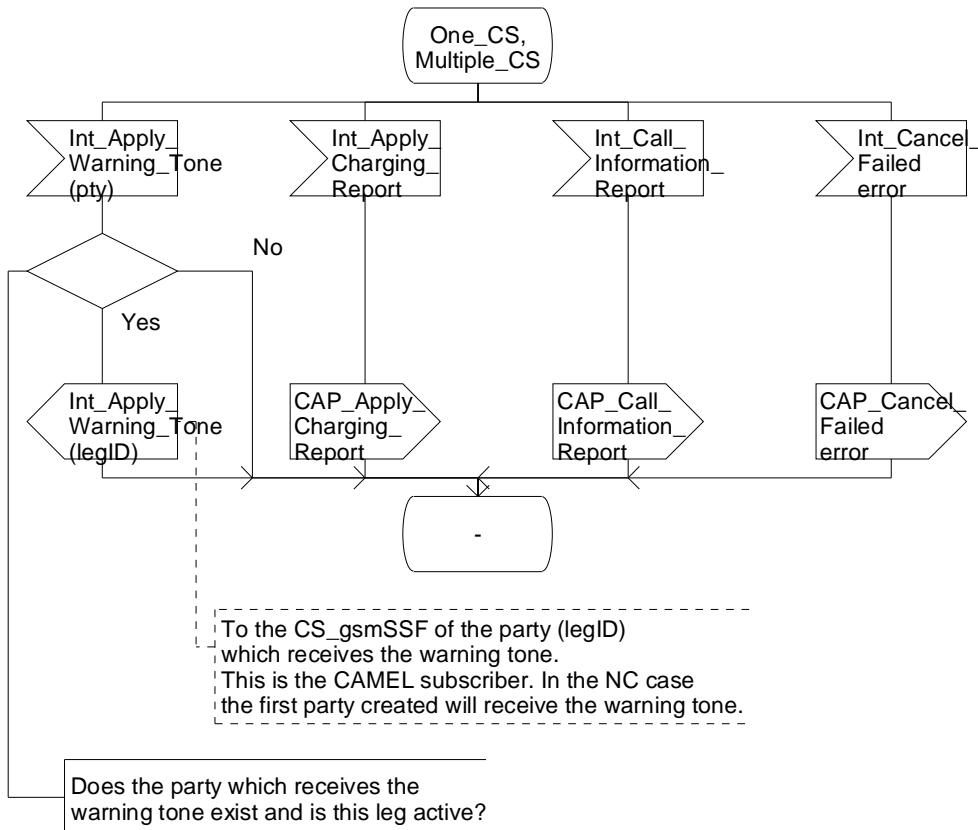 One_CS,
Multiple_CS
Int_Apply_
Warning_Tone
(pty)
Int_Apply_
Charging_
Report
Int_Call_
Information_
Report
Int_Cancel_
Failed
error
No
Yes
Int_Apply_
Warning_Tone
(legID)
CAP_Apply_
Charging_
Report
CAP_Call_
Information_
Report
CAP_Cancel_
Failed
error
-
To the CS_gsmSSF of the party (legID)
which receives the warning tone.
This is the CAMEL subscriber. In the NC case
the first party created will receive the warning tone.
Does the party which receives the
warning tone exist and is this leg active?